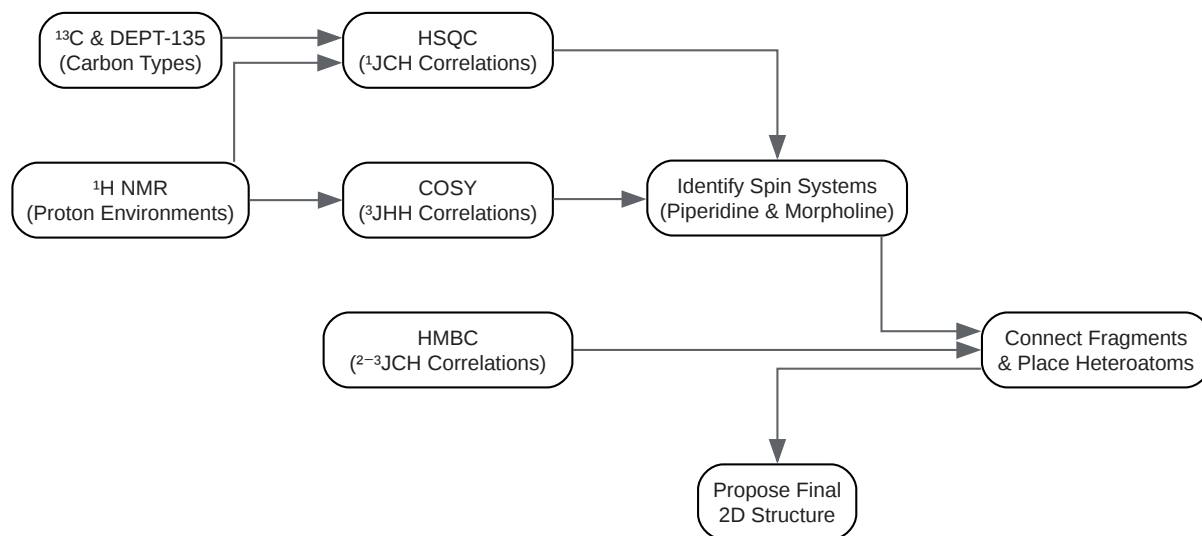 ¹³C & DEPT-135
(Carbon Types)
HSQC
(¹JCH Correlations)
¹H NMR
(Proton Environments)
COSY
(³JHH Correlations)
Identify Spin Systems
(Piperidine & Morpholine)
HMBC
(²⁻³JCH Correlations)
Connect Fragments
& Place Heteroatoms
Propose Final
2D Structure